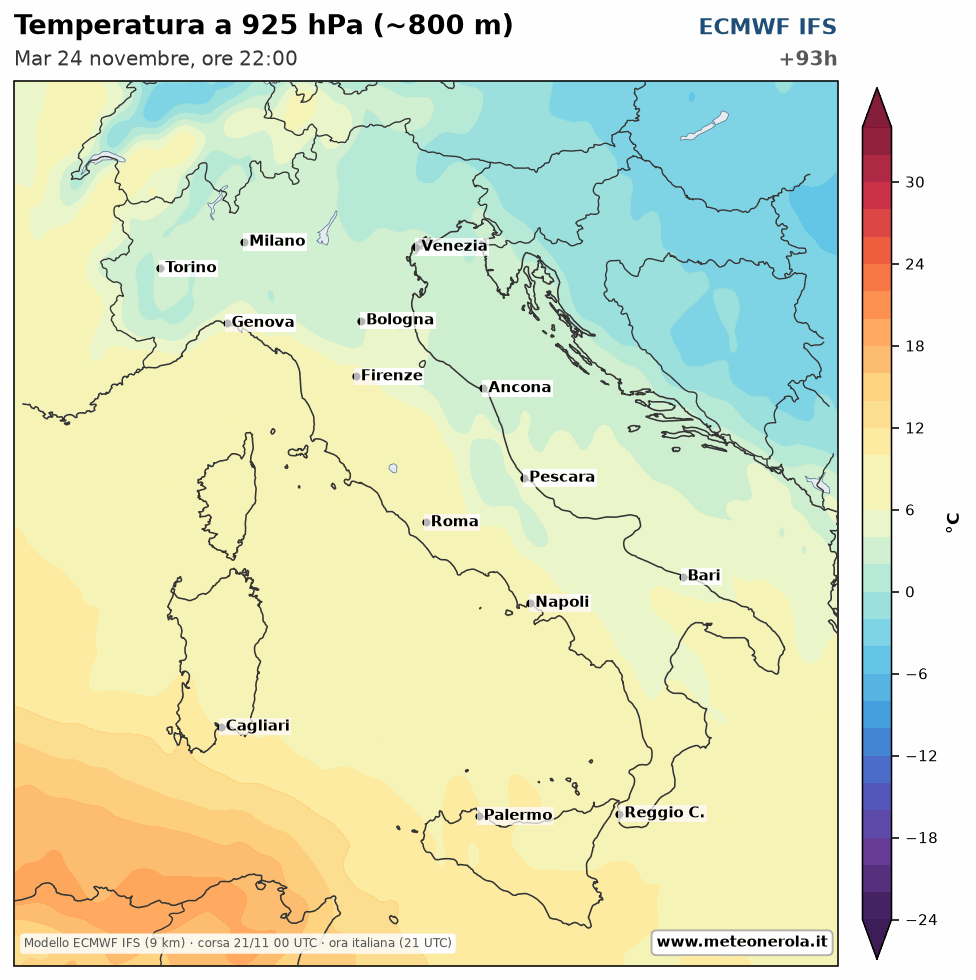 Temperatura a 925 hPa (~800 m)
ECMWF IFS
Mar 24 novembre, ore 22:00
+93h
Milano
Venezia
Torino
Genova
Bologna
Firenze
Ancona
Pescara
Roma
Bari
Napoli
Cagliari
Palermo
Reggio C.
30
24
18
12
6
0
−6
−12
−18
−24
°C
Modello ECMWF IFS (9 km) · corsa 21/11 00 UTC · ora italiana (21 UTC)
www.meteonerola.it